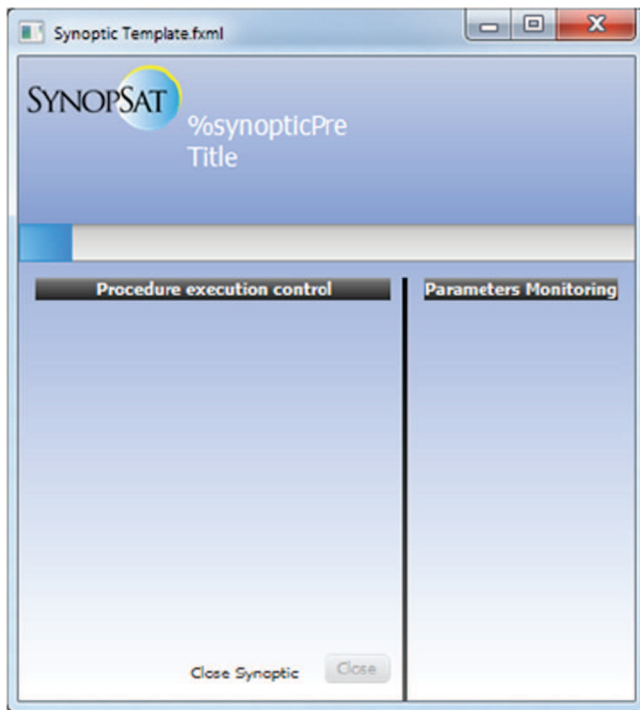 Synoptic Template.fxml
SYNOPSAT
%synopticPre
Title
Procedure execution control
Parameters Monitoring
Close Synoptic
Close